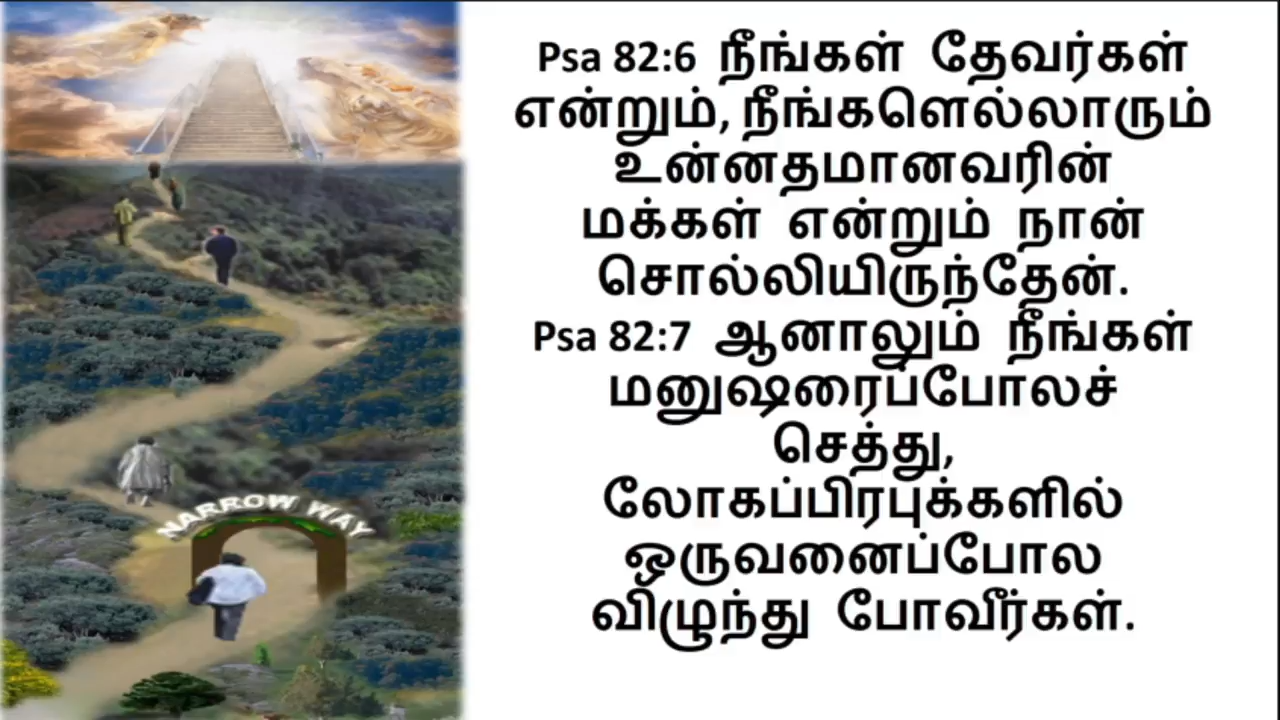 NARROW WAY
Psa 82:6 நீங்கள் தேவர்கள்
என்றும், நீங்களெல்லாரும்
உன்னதமானவரின்
மக்கள் என்றும் நான்
சொல்லியிருந்தேன்.
Psa 82:7 ஆனாலும் நீங்கள்
மனுஷரைப்போலச்
செத்து,
லோகப்பிரபுக்களில்
ஒருவனைப்போல
விழுந்து போவீர்கள்.